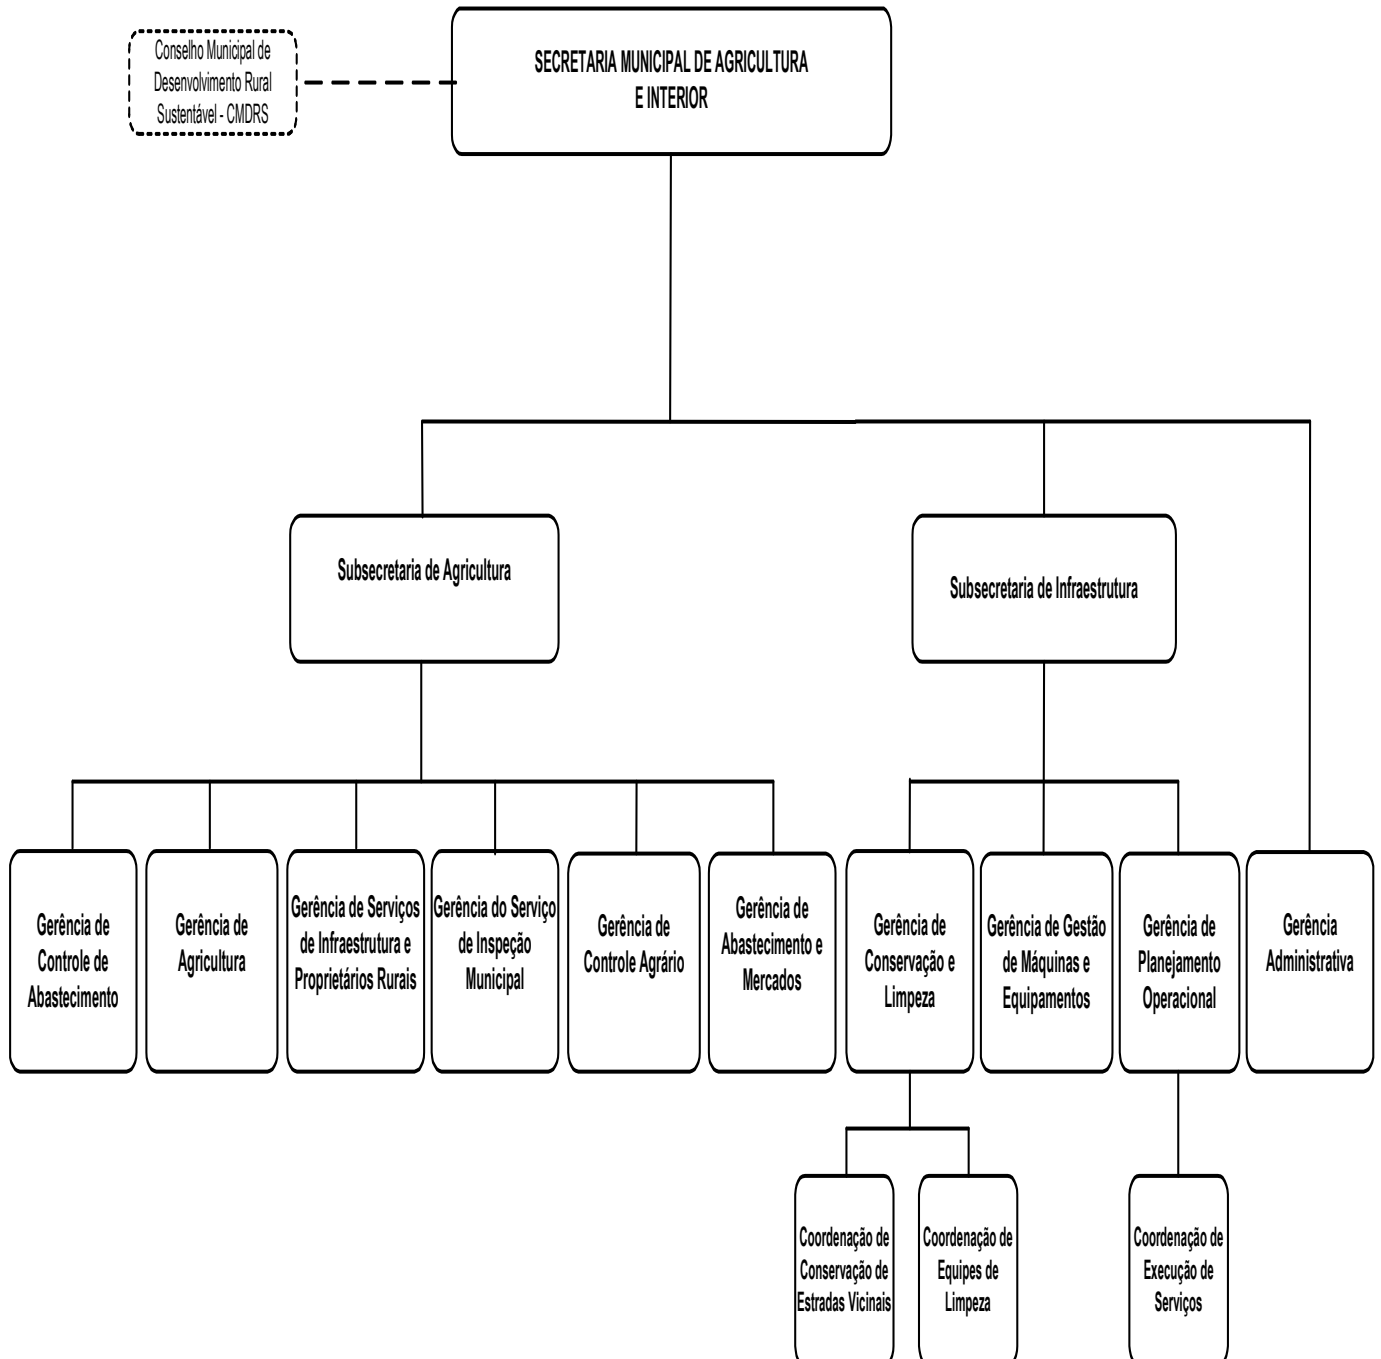 Conselho Municipal de
Desenvolvimento Rural
Sustentável - CMDRS
SECRETARIA MUNICIPAL DE AGRICULTURA
E INTERIOR
Subsecretaria de Agricultura
Subsecretaria de Infraestrutura
Gerência de
Controle de
Abastecimento
Gerência de
Agricultura
Gerência de Serviços
de Infraestrutura e
Proprietários Rurais
Gerência do Serviço
de Inspeção
Municipal
Gerência de
Controle Agrário
Gerência de
Abastecimento e
Mercados
Gerência de
Conservação e
Limpeza
Gerência de Gestão
de Máquinas e
Equipamentos
Gerência de
Planejamento
Operacional
Gerência
Administrativa
Coordenação de
Conservação de
Estradas Vicinais
Coordenação de
Equipes de
Limpeza
Coordenação de
Execução de
Serviços